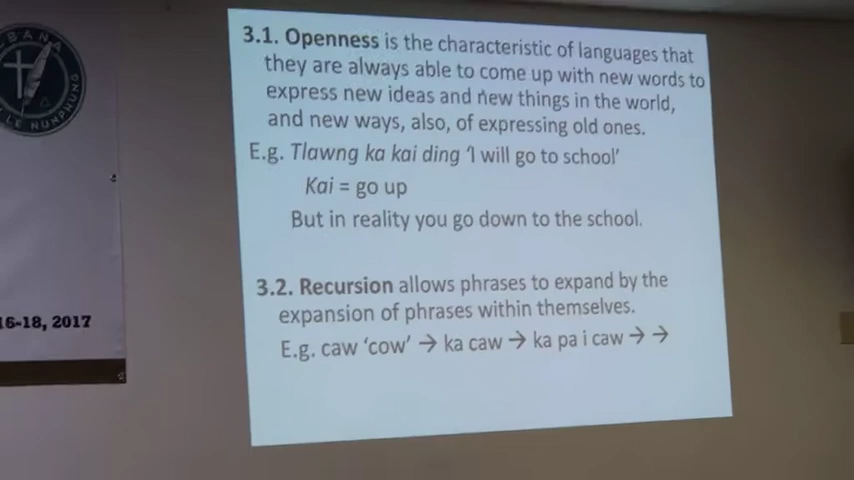 BANA
LE NUNPHUNG
16-18, 2017
3.1. Openness is the characteristic of languages that
they are always able to come up with new words to
express new ideas and new things in the world,
and new ways, also, of expressing old ones.
E.g. Tlawng ka kai ding ‘I will go to school’
Kai = go up
But in reality you go down to the school.
3.2. Recursion allows phrases to expand by the
expansion of phrases within themselves.
E.g. caw ‘cow’ → ka caw → ka pa i caw → →